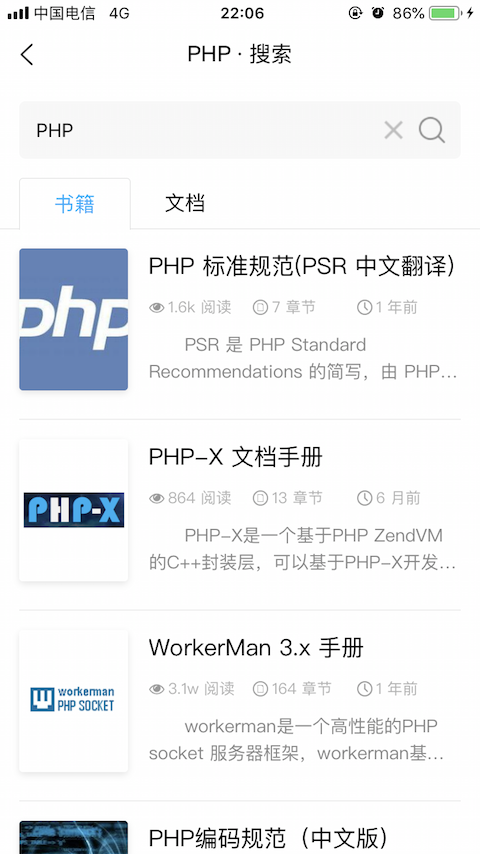 中国电信 4G 22:06 86%
PHP · 搜索
PHP
书籍 文档
php
PHP 标准规范(PSR 中文翻译)
1.6k 阅读 7 章节 1 年前
PSR 是 PHP Standard
Recommendations 的简写，由 PHP…
PHP-X 文档手册
PHP-X
864 阅读 13 章节 6 月前
PHP-X是一个基于PHP ZendVM
的C++封装层，可以基于PHP-X开发…
WorkerMan 3.x 手册
workerman
PHP SOCKET
3.1w 阅读 164 章节 1 年前
workerman是一个高性能的PHP
socket 服务器框架，workerman基…
PHP编码规范（中文版）